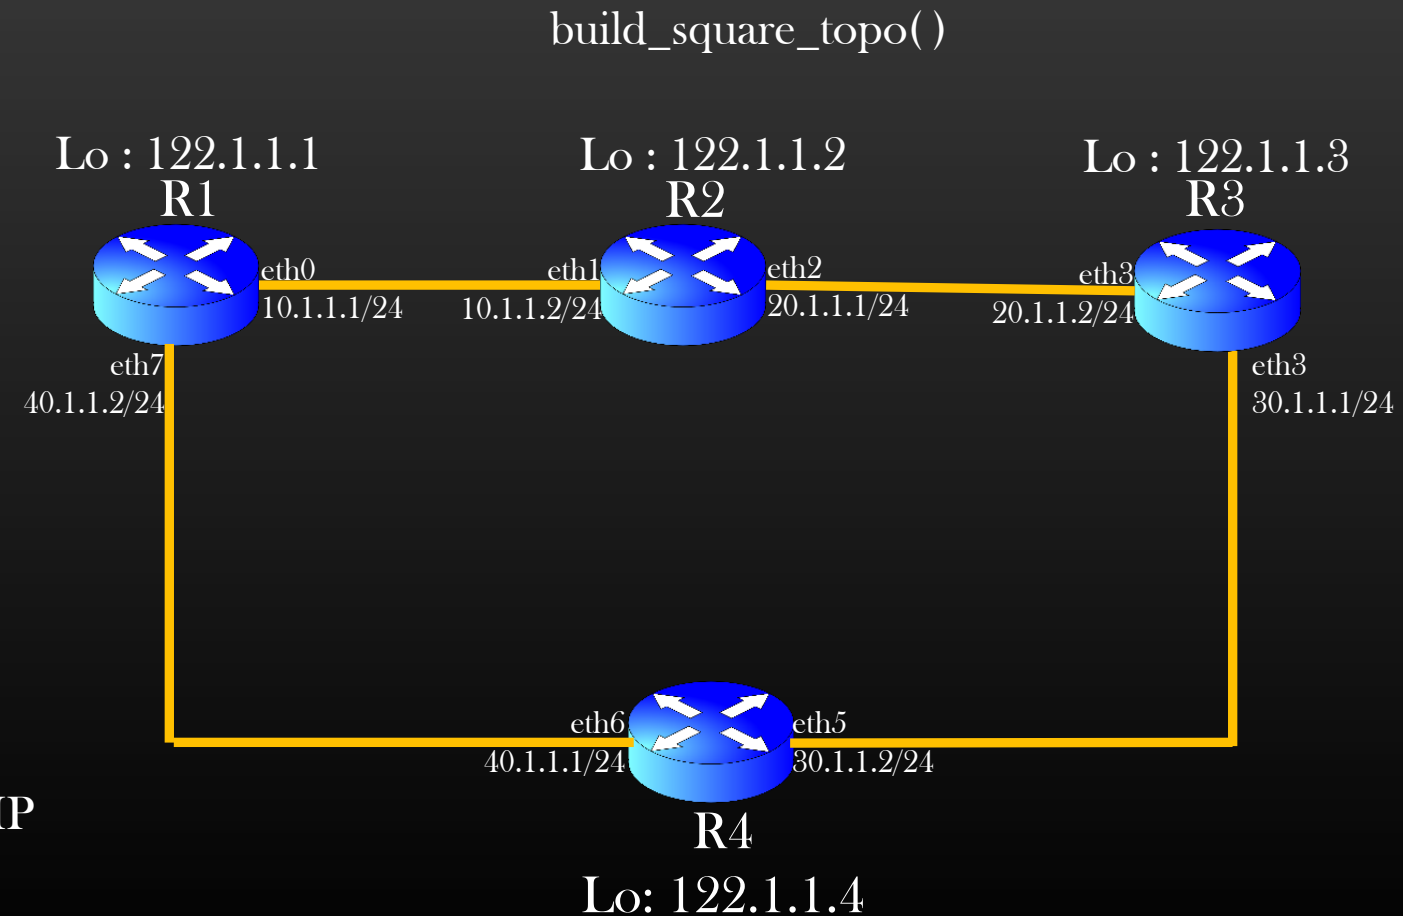 build_square_topo( )
Lo : 122.1.1.1
R1
Lo : 122.1.1.2
R2
Lo : 122.1.1.3
R3
eth0
10.1.1.1/24
eth1
10.1.1.2/24
eth2
20.1.1.1/24
eth3
20.1.1.2/24
eth7
40.1.1.2/24
eth3
30.1.1.1/24
eth6
40.1.1.1/24
eth5
30.1.1.2/24
IP
R4
Lo: 122.1.1.4